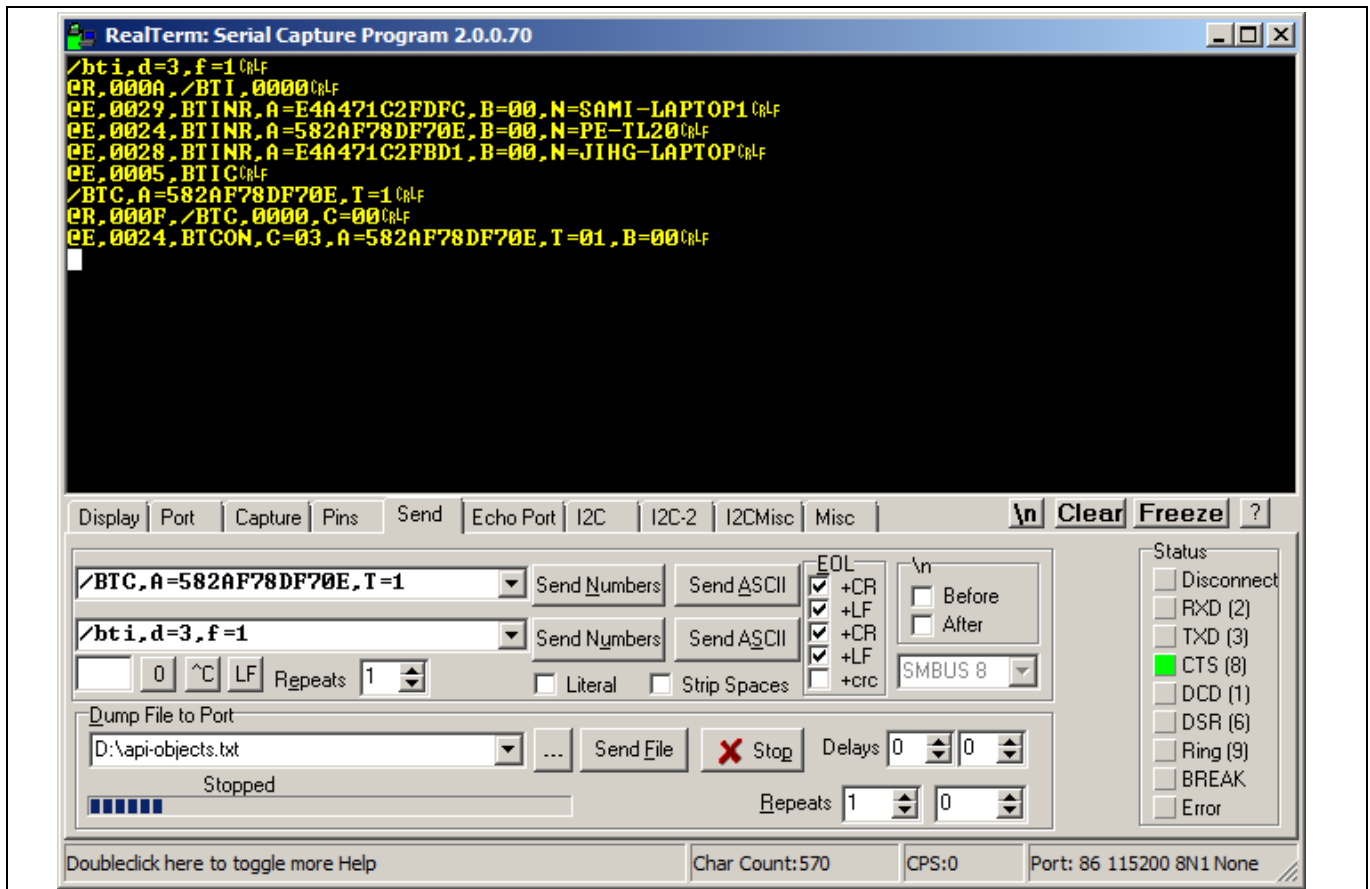 RealTerm: Serial Capture Program 2.0.0.70
/bti,d=3,f=1CRLF
@R,000A,/BTI,0000CRLF
@E,0029,BTINR,A=E4A471C2FDFC,B=00,N=SAMI-LAPTOP1CRLF
@E,0024,BTINR,A=582AF78DF70E,B=00,N=PE-TL20CRLF
@E,0028,BTINR,A=E4A471C2FBD1,B=00,N=JIHG-LAPTOPCRLF
@E,0005,BTICCRLF
/BTC,A=582AF78DF70E,T=1CRLF
@R,000F,/BTC,0000,C=00CRLF
@E,0024,BTCON,C=03,A=582AF78DF70E,T=01,B=00CRLF
Display Port Capture Pins Send Echo Port I2C I2C-2 I2CMisc Misc \n Clear Freeze ?
EOL \n Status
/BTC,A=582AF78DF70E,T=1 Send Numbers Send ASCII +CR Before Disconnect
+LF RXD (2)
/bti,d=3,f=1 Send Numbers Send ASCII +CR After TXD (3)
+LF CTS (8)
0 ^C LF Repeats 1 Literal Strip Spaces +crc SMBUS 8 DCD (1)
Dump File to Port DSR (6)
D:\api-objects.txt ... Send File Stop Delays 0 0 Ring (9)
Stopped BREAK
Repeats 1 0 Error
Doubleclick here to toggle more Help Char Count:570 CPS:0 Port: 86 115200 8N1 None